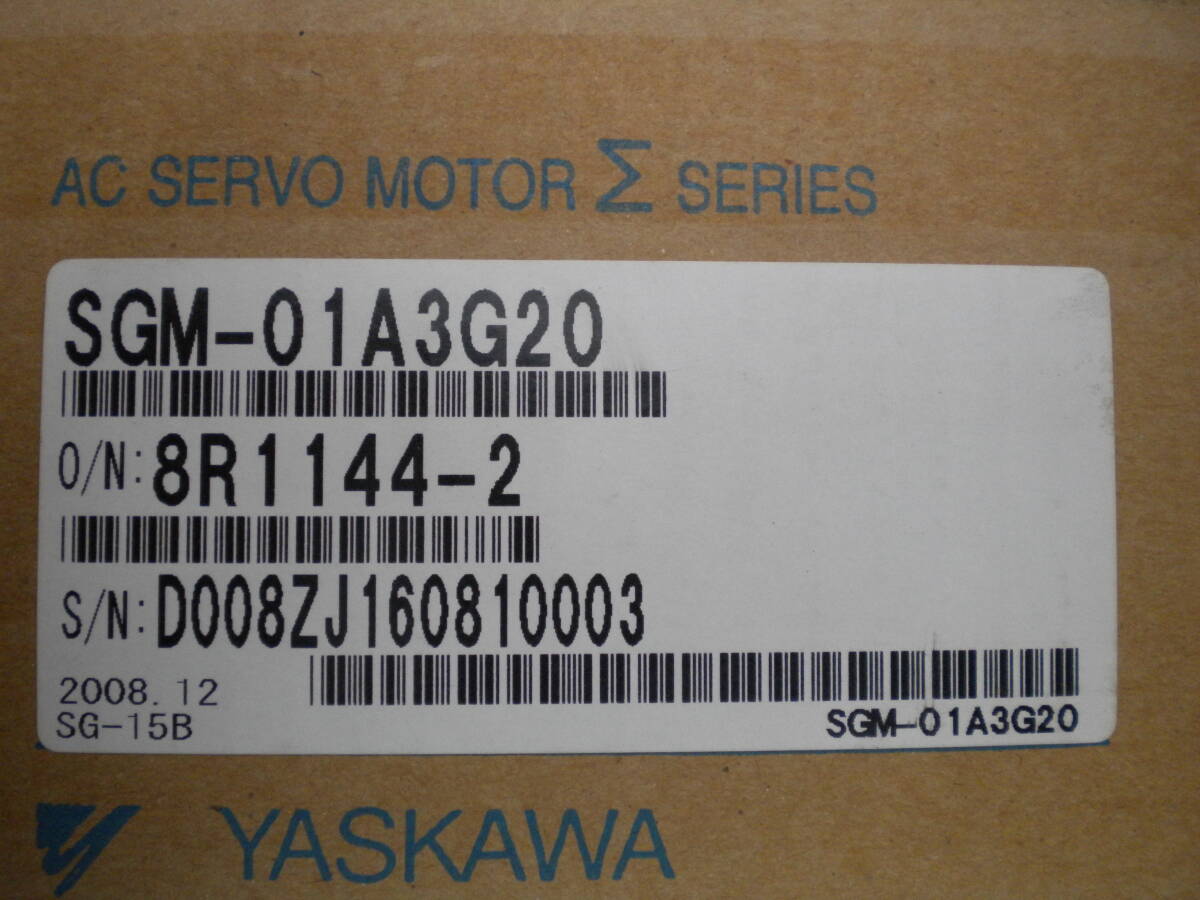 AC SERVO MOTOR Σ SERIES
SGM-01A3G20
O/N: 8R1144-2
S/N: D008ZJ160810003
2008.12
SG-15B
SGM-01A3G20
YASKAWA